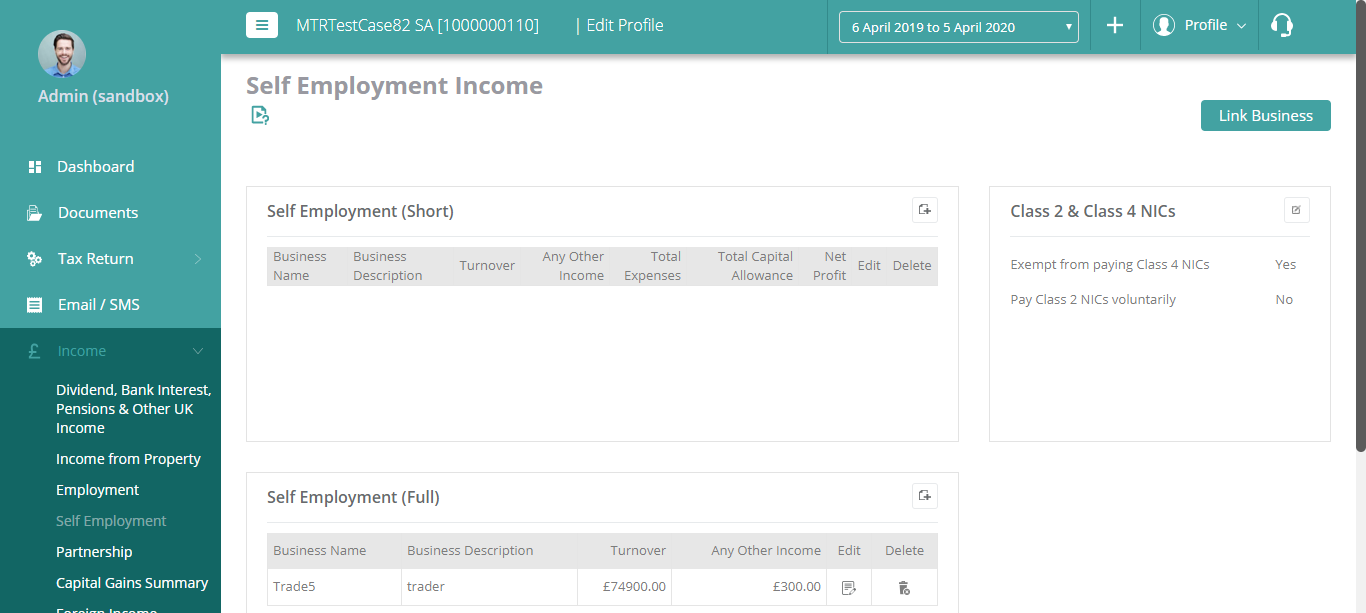 MTRTestCase82 SA [1000000110] | Edit Profile
6 April 2019 to 5 April 2020
Profile
Admin (sandbox)
Dashboard
Documents
Tax Return
Email / SMS
£ Income
Dividend, Bank Interest,
Pensions & Other UK
Income
Income from Property
Employment
Self Employment
Partnership
Capital Gains Summary
Foreign Income
Self Employment Income
Link Business
Self Employment (Short)
Business Name
Business Description
Turnover
Any Other Income
Total Expenses
Total Capital Allowance
Net Profit
Edit
Delete
Class 2 & Class 4 NICs
Exempt from paying Class 4 NICs Yes
Pay Class 2 NICs voluntarily No
Self Employment (Full)
Business Name Business Description Turnover Any Other Income Edit Delete
Trade5 trader £74900.00 £300.00